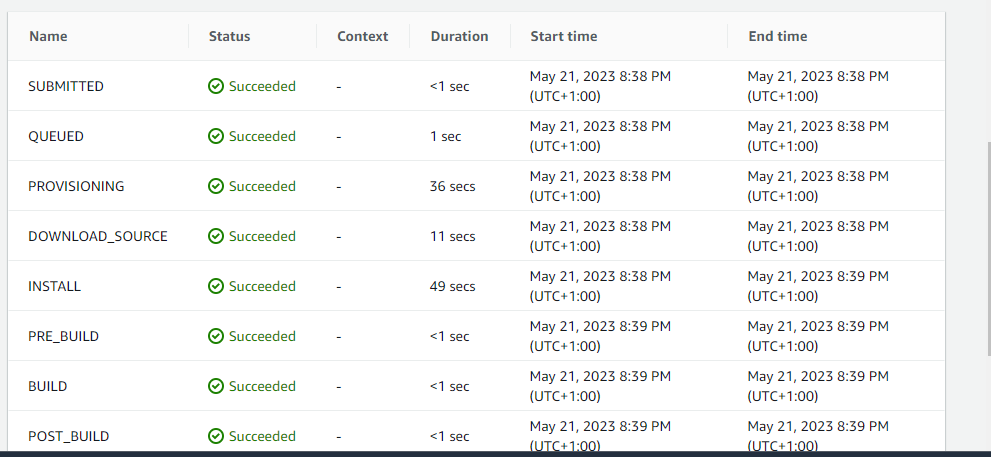 Name Status Context Duration Start time End time
SUBMITTED Succeeded - <1 sec May 21, 2023 8:38 PM (UTC+1:00) May 21, 2023 8:38 PM (UTC+1:00)
QUEUED Succeeded - 1 sec May 21, 2023 8:38 PM (UTC+1:00) May 21, 2023 8:38 PM (UTC+1:00)
PROVISIONING Succeeded - 36 secs May 21, 2023 8:38 PM (UTC+1:00) May 21, 2023 8:38 PM (UTC+1:00)
DOWNLOAD_SOURCE Succeeded - 11 secs May 21, 2023 8:38 PM (UTC+1:00) May 21, 2023 8:38 PM (UTC+1:00)
INSTALL Succeeded - 49 secs May 21, 2023 8:38 PM (UTC+1:00) May 21, 2023 8:39 PM (UTC+1:00)
PRE_BUILD Succeeded - <1 sec May 21, 2023 8:39 PM (UTC+1:00) May 21, 2023 8:39 PM (UTC+1:00)
BUILD Succeeded - <1 sec May 21, 2023 8:39 PM (UTC+1:00) May 21, 2023 8:39 PM (UTC+1:00)
POST_BUILD Succeeded - <1 sec May 21, 2023 8:39 PM (UTC+1:00) May 21, 2023 8:39 PM (UTC+1:00)